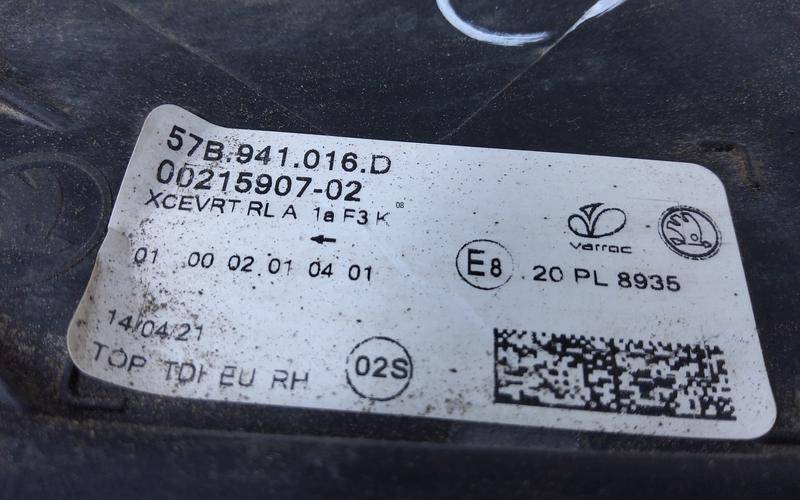 57B.941.016.D
00215907-02
XCEVRT RL A 1a F3 K 08
varroc
01 00 02 01 04 01
E8 20 PL 8935
14/04/21
TOP TDI EU RH
02S